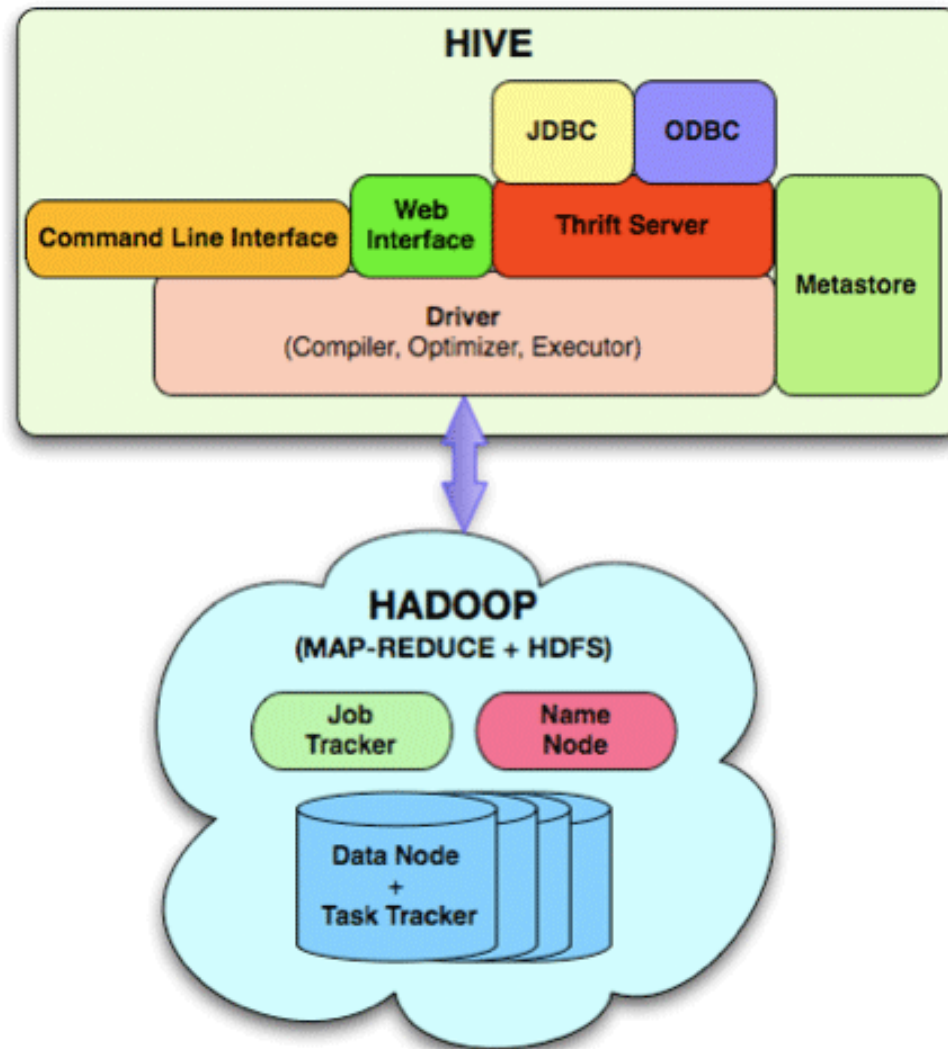 HIVE
JDBC
ODBC
Command Line Interface
Web
Interface
Thrift Server
Metastore
Driver
(Compiler, Optimizer, Executor)
HADOOP
(MAP-REDUCE + HDFS)
Job
Tracker
Name
Node
Data Node
+
Task Tracker